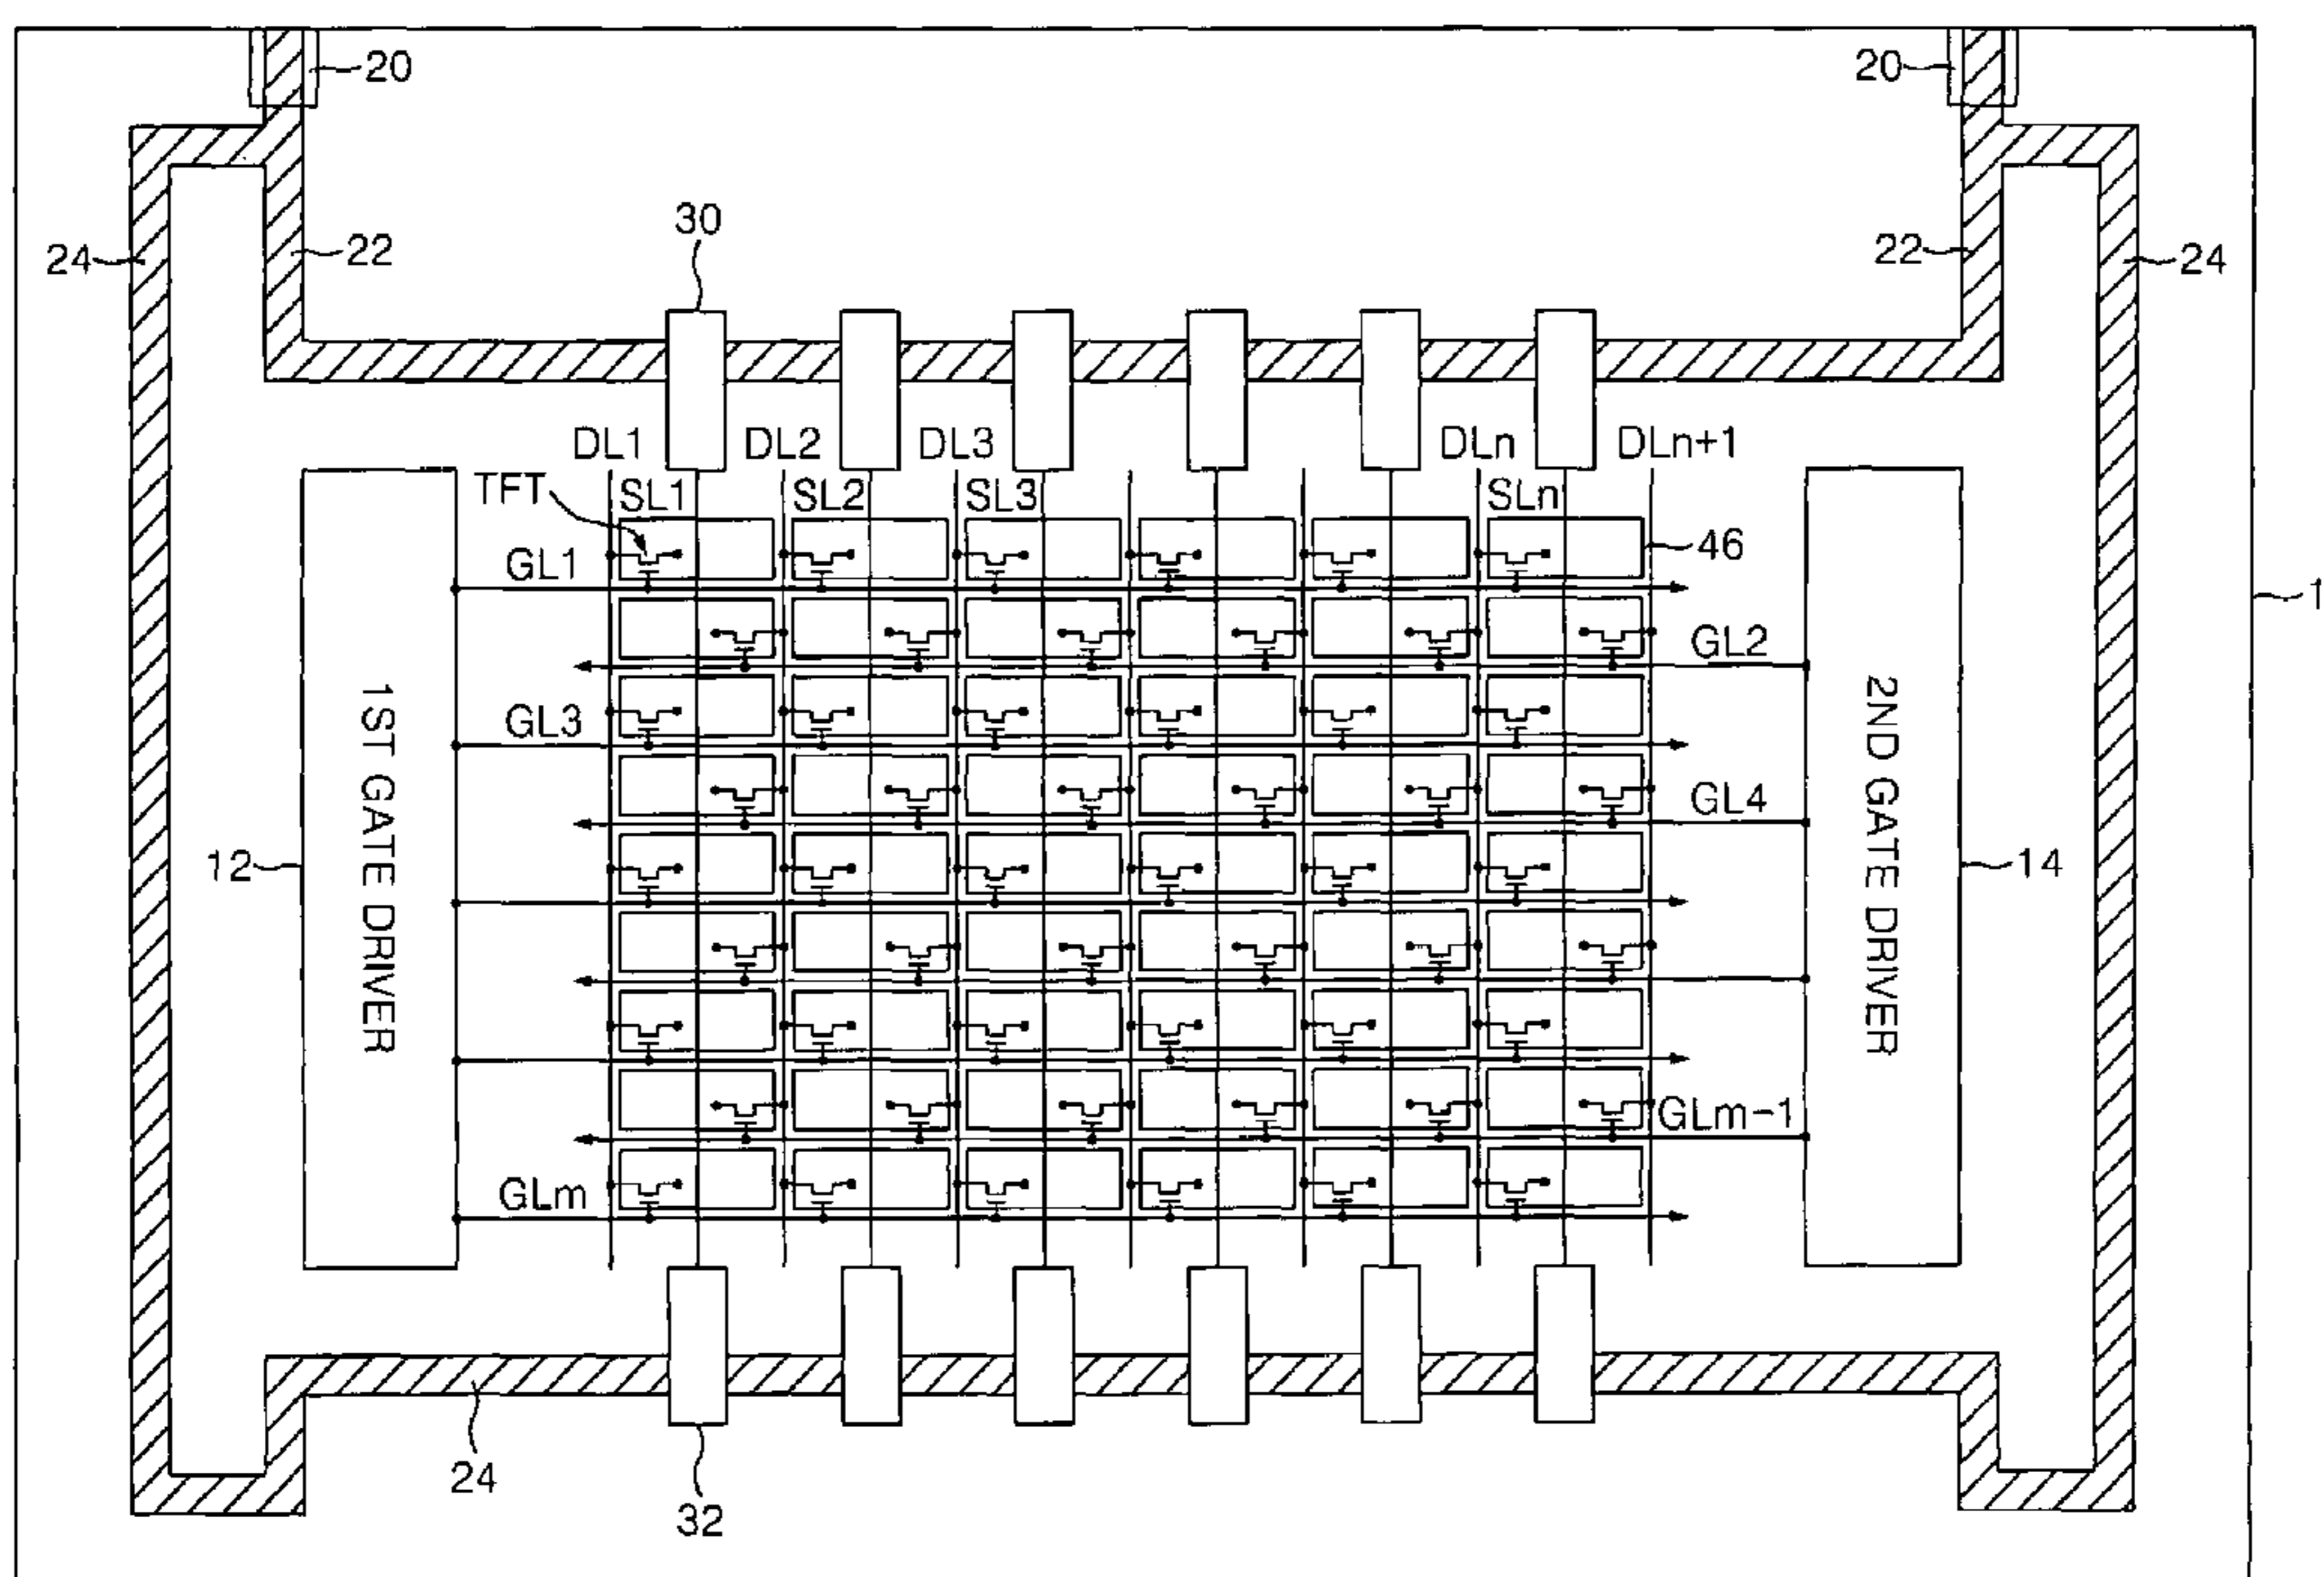 20 20
30
24 22 22 24
DL1 DL2 DL3 DLn DLn+1
TFT SL1 SL2 SL3 SLn
GL1 46
1
GL2
GL3
GL4
1ST GATE DRIVER
2ND GATE DRIVER
12 14
GLm-1
GLm
24
32